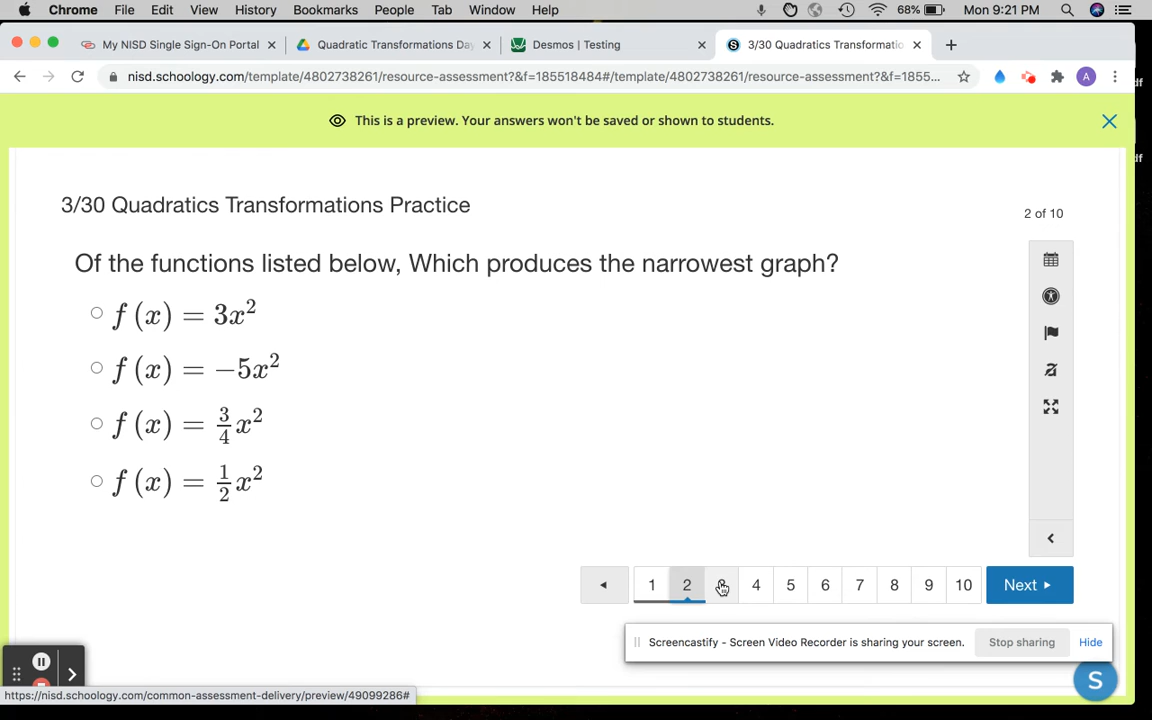 Chrome File Edit View History Bookmarks People Tab Window Help 68% Mon 9:21 PM
My NISD Single Sign-On Portal Quadratic Transformations Day Desmos | Testing 3/30 Quadratics Transformatio
nisd.schoology.com/template/4802738261/resource-assessment?&f=185518484#/template/4802738261/resource-assessment?&f=1855... A
df
This is a preview. Your answers won't be saved or shown to students.
df
3/30 Quadratics Transformations Practice
2 of 10
Of the functions listed below, Which produces the narrowest graph?
f (x) = 3x²
f (x) = −5x²
f (x) = 3/4 x²
f (x) = 1/2 x²
1 2 4 5 6 7 8 9 10 Next
Screencastify - Screen Video Recorder is sharing your screen. Stop sharing Hide
S
https://nisd.schoology.com/common-assessment-delivery/preview/49099286#